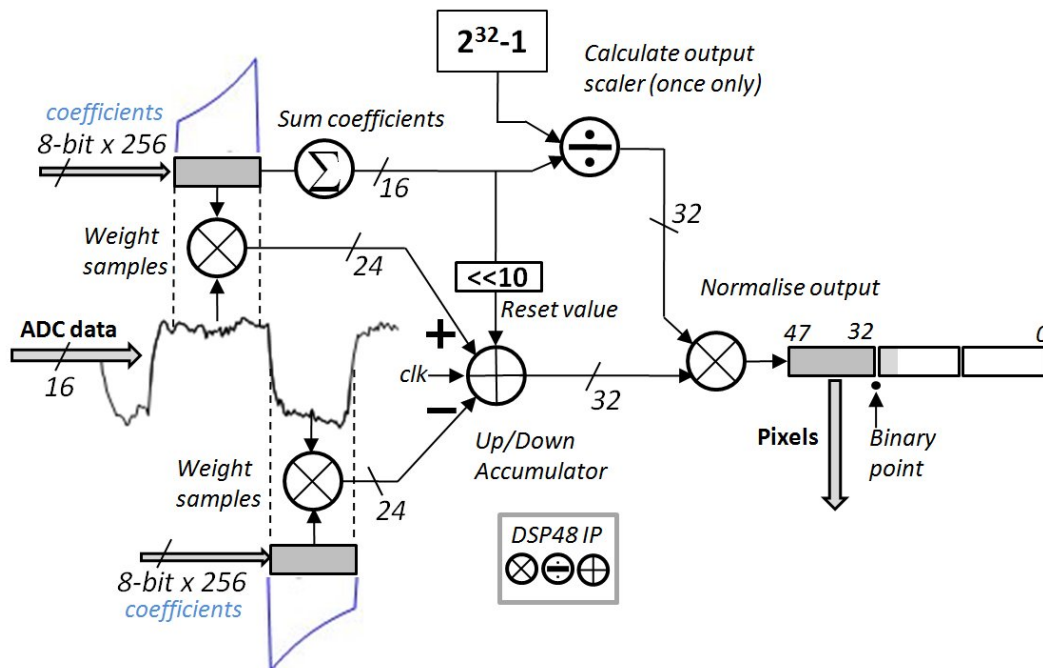 2³²-1
Calculate output
scaler (once only)
coefficients
8-bit x 256
Sum coefficients
Σ
16
÷
32
Weight
samples
24
<<10
Reset value
Normalise output
ADC data
16
+
clk
−
32
47
32
0
Up/Down
Accumulator
Pixels
Binary
point
Weight
samples
24
8-bit x 256
coefficients
DSP48 IP